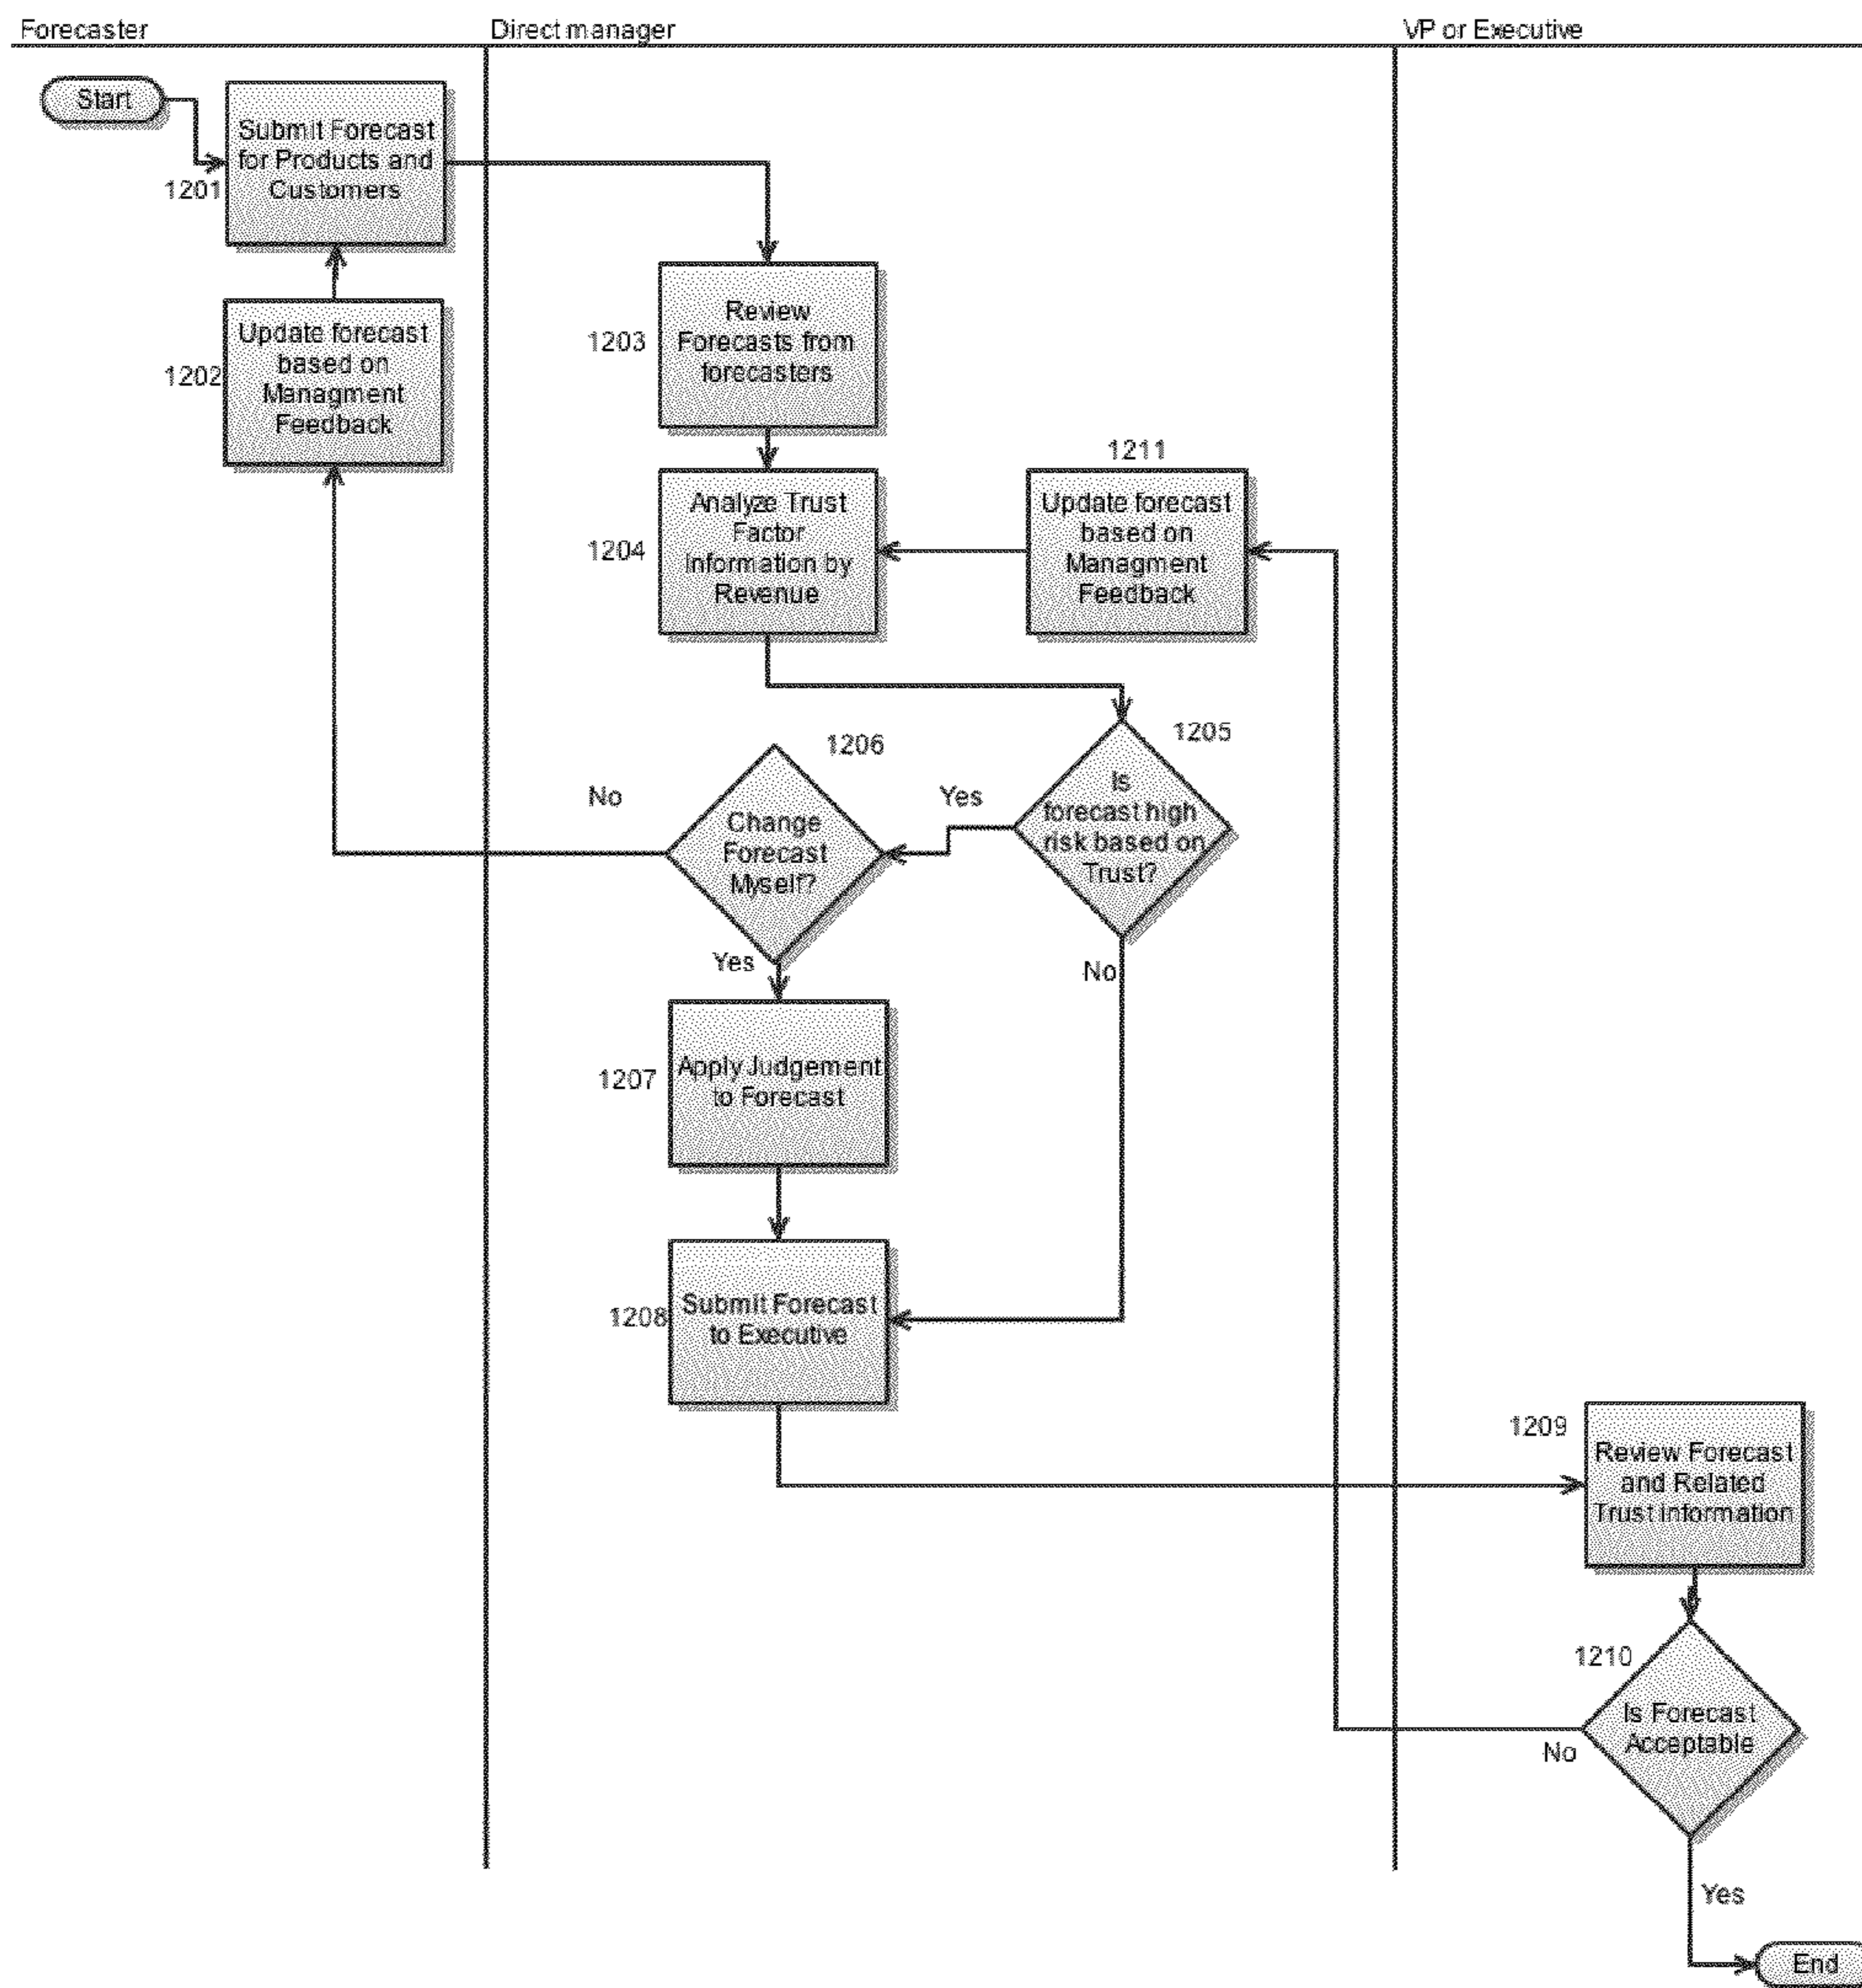 Forecaster
Direct manager
VP or Executive
Start
Submit Forecast
for Products and
Customers
1201
Update forecast
based on
Managment
Feedback
1202
Review
Forecasts from
forecasters
1203
Analyze Trust
Factor
Information by
Revenue
1204
1211
Update forecast
based on
Managment
Feedback
1205
Is
forecast high
risk based on
Trust?
Yes
No
1206
Change
Forecast
Myself?
No
Yes
1207
Apply Judgement
to Forecast
1208
Submit Forecast
to Executive
1209
Review Forecast
and Related
Trust information
1210
Is Forecast
Acceptable
No
Yes
End